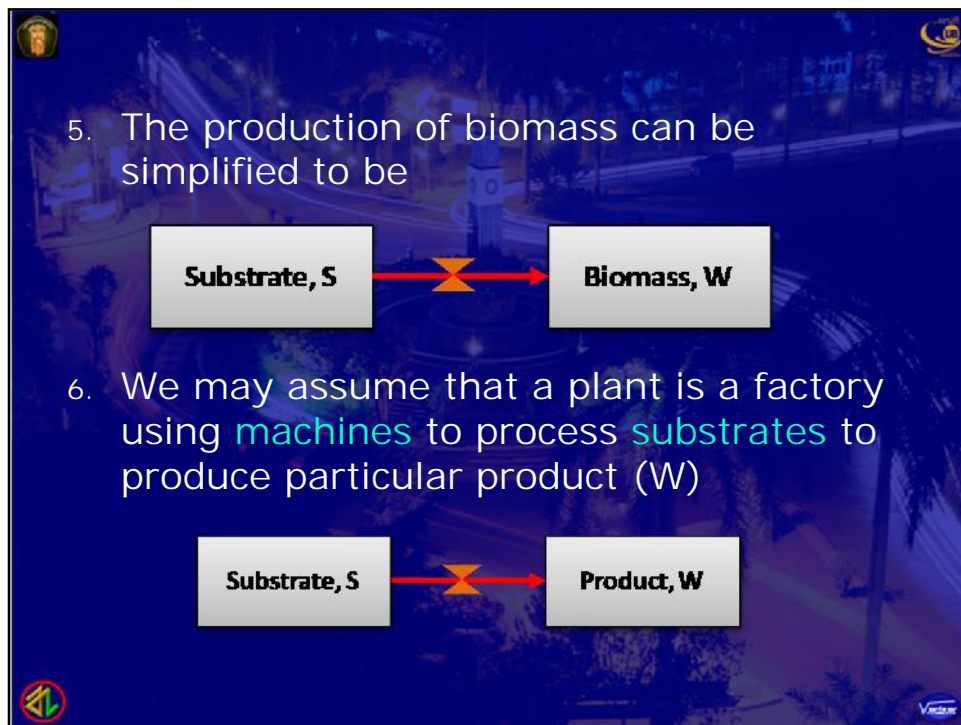 5. The production of biomass can be
simplified to be
Substrate, S
Biomass, W
6. We may assume that a plant is a factory
using machines to process substrates to
produce particular product (W)
Substrate, S
Product, W
UB